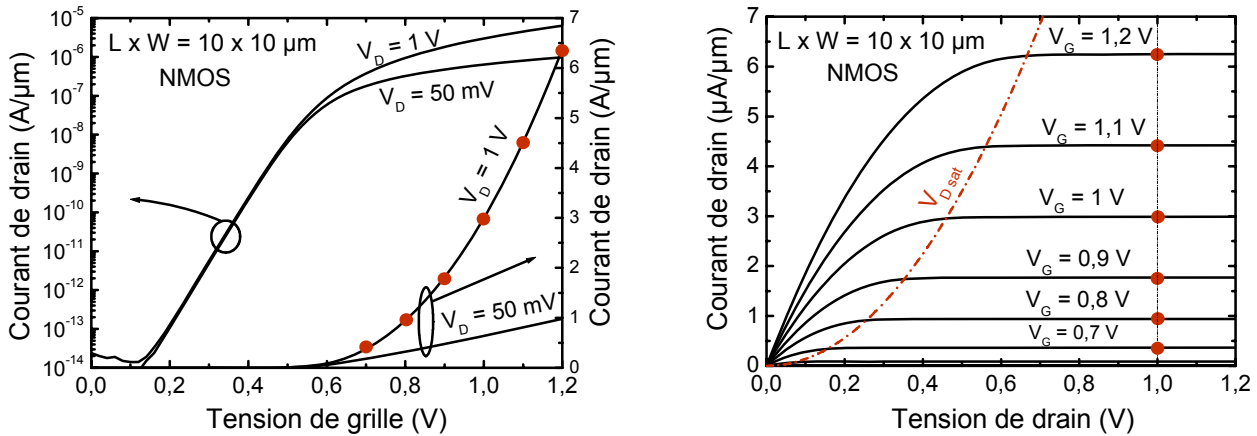 L x W = 10 x 10 µm
NMOS
V_D = 1 V
V_D = 50 mV
V_D = 1 V
V_D = 50 mV
Courant de drain (A/µm)
10^-5
10^-6
10^-7
10^-8
10^-9
10^-10
10^-11
10^-12
10^-13
10^-14
7
6
5
4
3
2
1
0
Courant de drain (A/µm)
0,0 0,2 0,4 0,6 0,8 1,0 1,2
Tension de grille (V)
L x W = 10 x 10 µm
NMOS
V_G = 1,2 V
V_G = 1,1 V
V_G = 1 V
V_G = 0,9 V
V_G = 0,8 V
V_G = 0,7 V
V_D sat
Courant de drain (µA/µm)
7
6
5
4
3
2
1
0
0,0 0,2 0,4 0,6 0,8 1,0 1,2
Tension de drain (V)